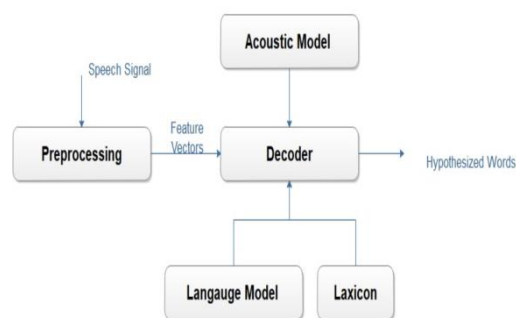 Acoustic Model
Speech Signal
Preprocessing
Feature
Vectors
Decoder
Hypothesized Words
Langauge Model
Laxicon